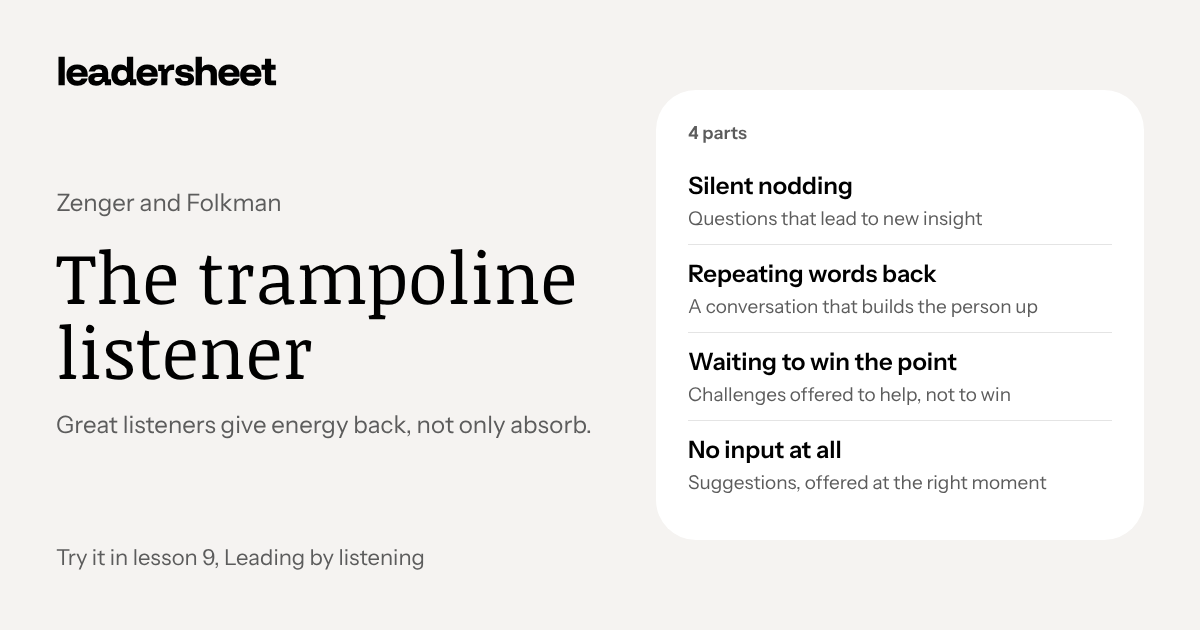 leadersheet
Zenger and Folkman
The trampoline
listener
Great listeners give energy back, not only absorb.
Try it in lesson 9, Leading by listening
4 parts
Silent nodding
Questions that lead to new insight
Repeating words back
A conversation that builds the person up
Waiting to win the point
Challenges offered to help, not to win
No input at all
Suggestions, offered at the right moment